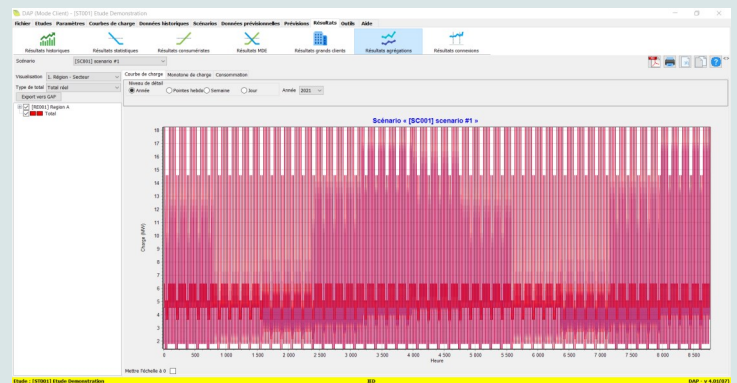 DAP (Mode Client) - [ST001] Etude Demonstration
Fichier Etudes Paramètres Courbes de charge Données historiques Scénarios Données prévisionnelles Prévisions Résultats Outils Aide
Résultats historiques Résultats statistiques Résultats consuméristes Résultats MDE Résultats grands clients Résultats agrégations Résultats connexions
Scénario [SC001] scenario #1
Visualisation 1. Région - Secteur
Type de total Total réel
Export vers GAP
[RE001] Region A
Total
Courbe de charge Monotone de charge Consommation
Niveau de détail
Année Pointes hebdo Semaine Jour Année 2021
Scénario « [SC001] scenario #1 »
18
17
16
15
14
13
12
11
10
9
8
7
6
5
4
3
2
Charge (MW)
0 500 1 000 1 500 2 000 2 500 3 000 3 500 4 000 4 500 5 000 5 500 6 000 6 500 7 000 7 500 8 000 8 500
Heure
Mettre l'échelle à 0
Etude : [ST001] Etude Demonstration IED DAP : v 4.01(07)